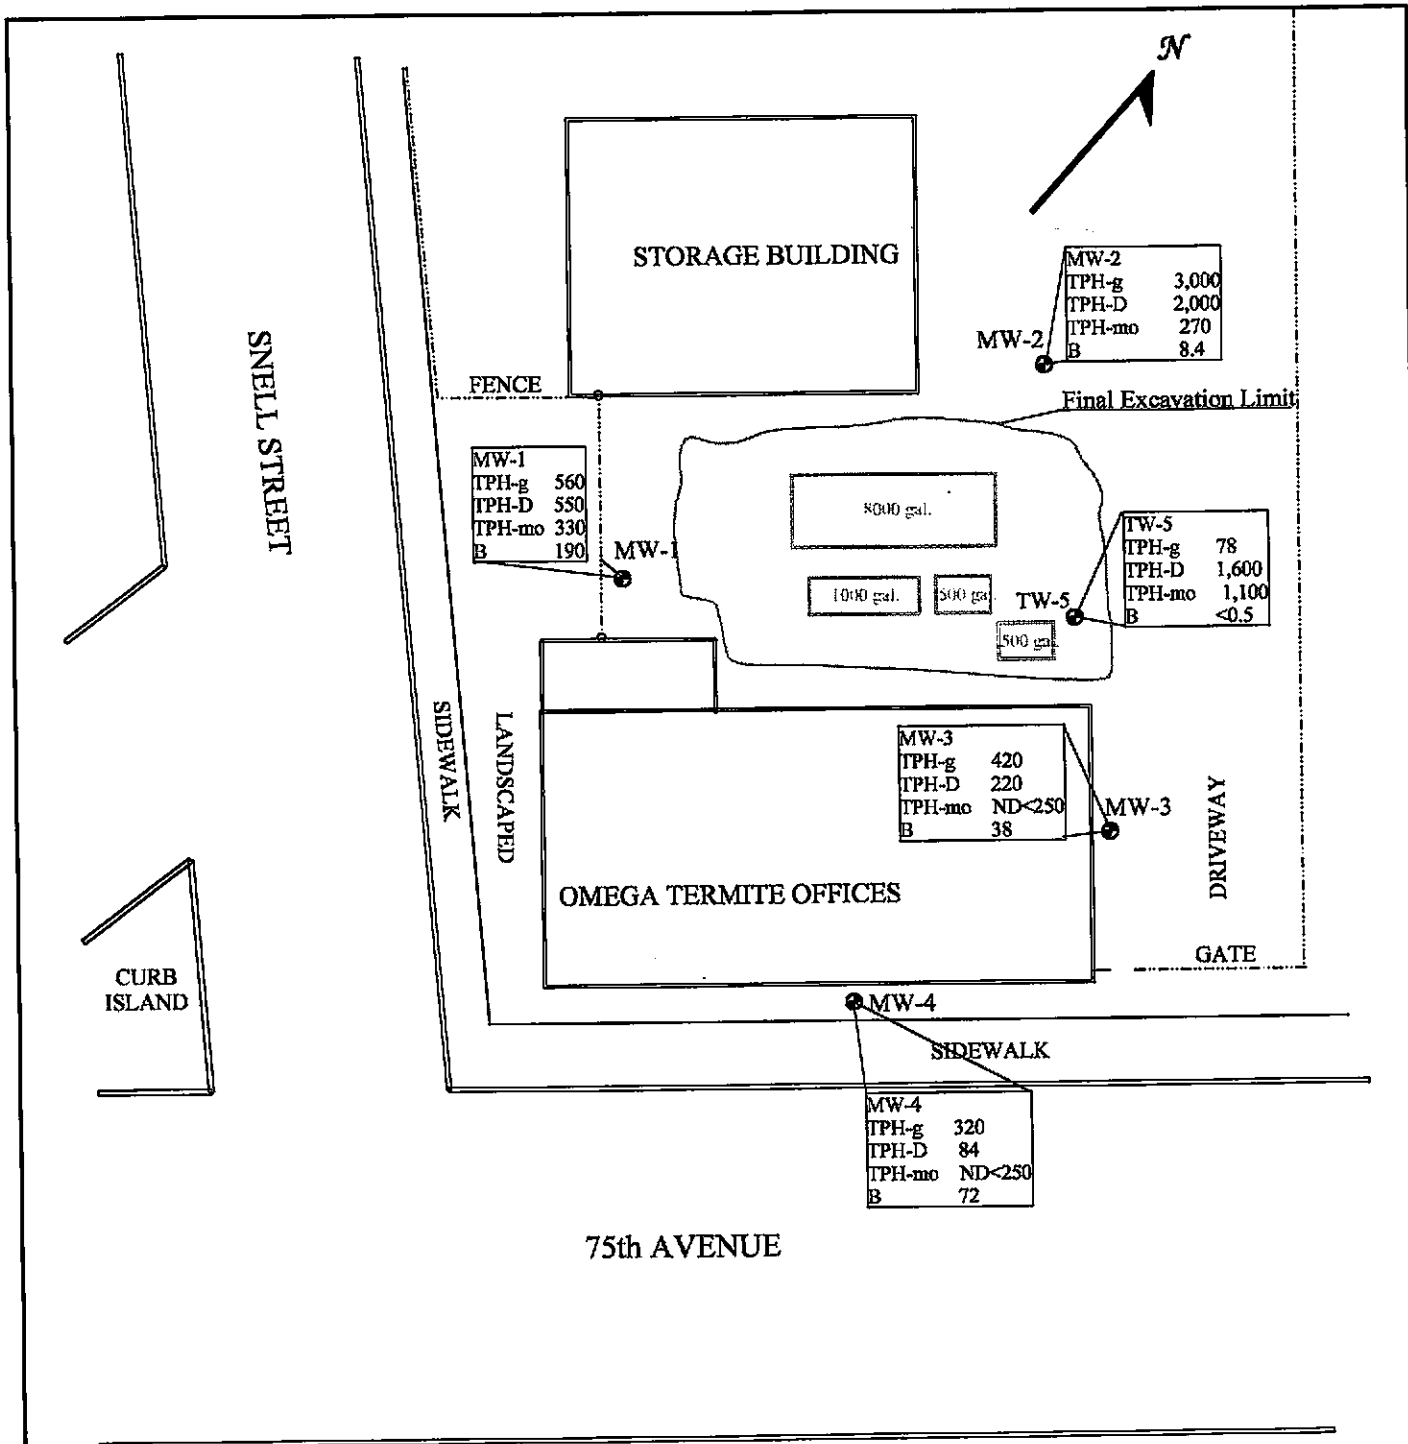 N
STORAGE BUILDING
MW-2
TPH-g 3,000
TPH-D 2,000
TPH-mo 270
B 8.4
MW-2
SNELL STREET
FENCE
Final Excavation Limit
MW-1
TPH-g 560
TPH-D 550
TPH-mo 330
B 190
MW-1
8000 gal.
1000 gal.
500 ga.
500 ga.
TW-5
TW-5
TPH-g 78
TPH-D 1,600
TPH-mo 1,100
B <0.5
SIDEWALK
LANDSCAPED
MW-3
TPH-g 420
TPH-D 220
TPH-mo ND<250
B 38
MW-3
DRIVEWAY
OMEGA TERMITE OFFICES
GATE
CURB
ISLAND
MW-4
SIDEWALK
MW-4
TPH-g 320
TPH-D 84
TPH-mo ND<250
B 72
75th AVENUE